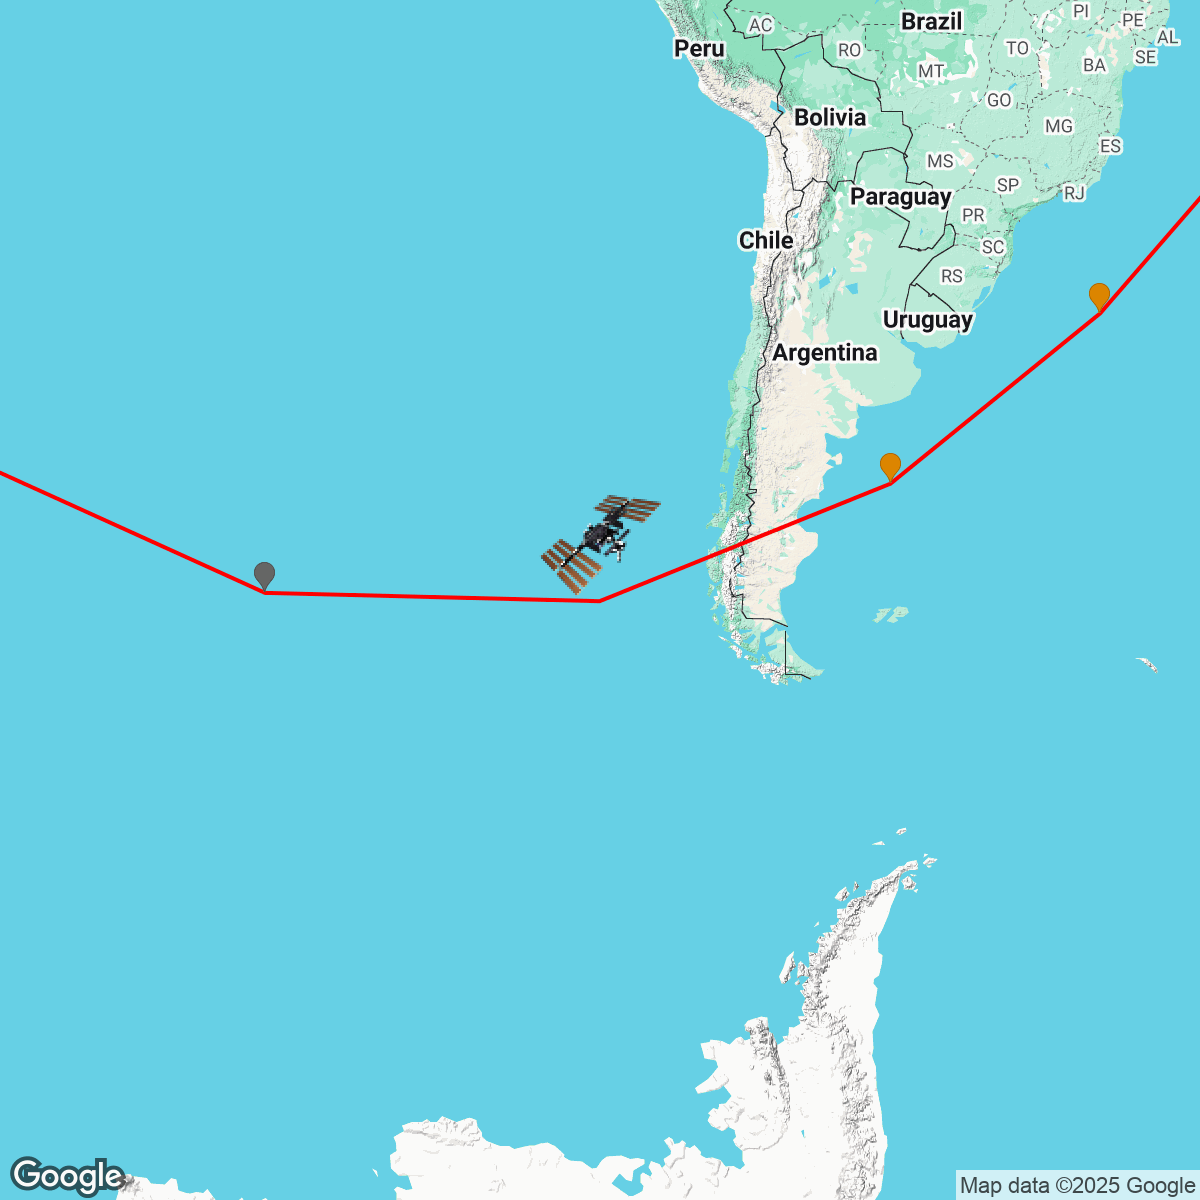 AC
Brazil
PI
PE
AL
Peru
RO
TO
SE
MT
BA
GO
Bolivia
MG
ES
MS
SP
RJ
Paraguay
PR
Chile
SC
RS
Uruguay
Argentina
Google
Map data ©2025 Google